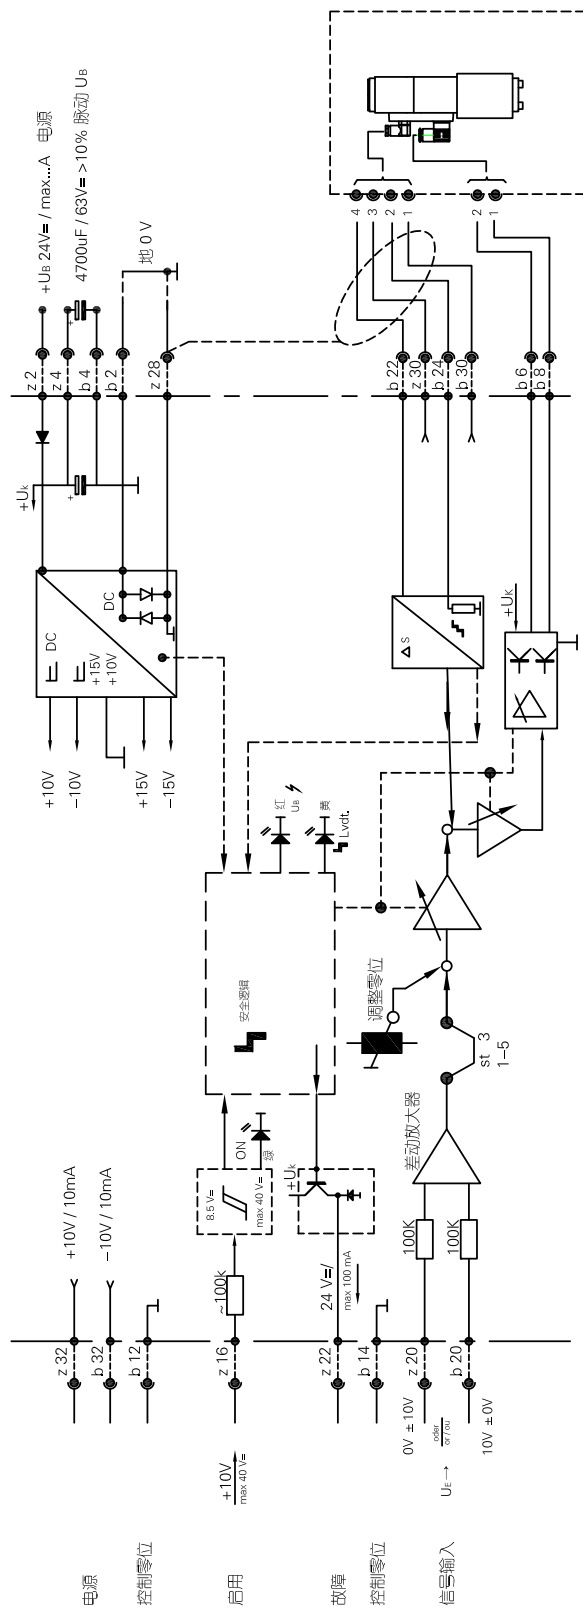 +UB 24V= / max...A 电源
4700uF / 63V= >10% 脉动 UB
地 0 V
z 2
z 4
b 4
b 2
z 28
4
3
2
1
2
1
b 22
z 30
b 24
b 30
b 6
b 8
+
+
+Uk
DC
DC
+15V
+10V
+10V
-10V
+15V
-15V
△ S
+UK
红
UB
黄
Lvdt.
安全逻辑
调整零位
st 3
1-5
差动放大器
ON
绿
8.5 V=
max 40 V=
+Uk
~100k
24 V=/
max 100 mA
100K
100K
+10V / 10mA
-10V / 10mA
z 32
b 32
b 12
z 16
z 22
b 14
z 20
b 20
+10V
max 40 V=
0V ± 10V
oder
or / ou
10V ± 0V
UE →
电源
控制零位
启用
故障
控制零位
信号输入